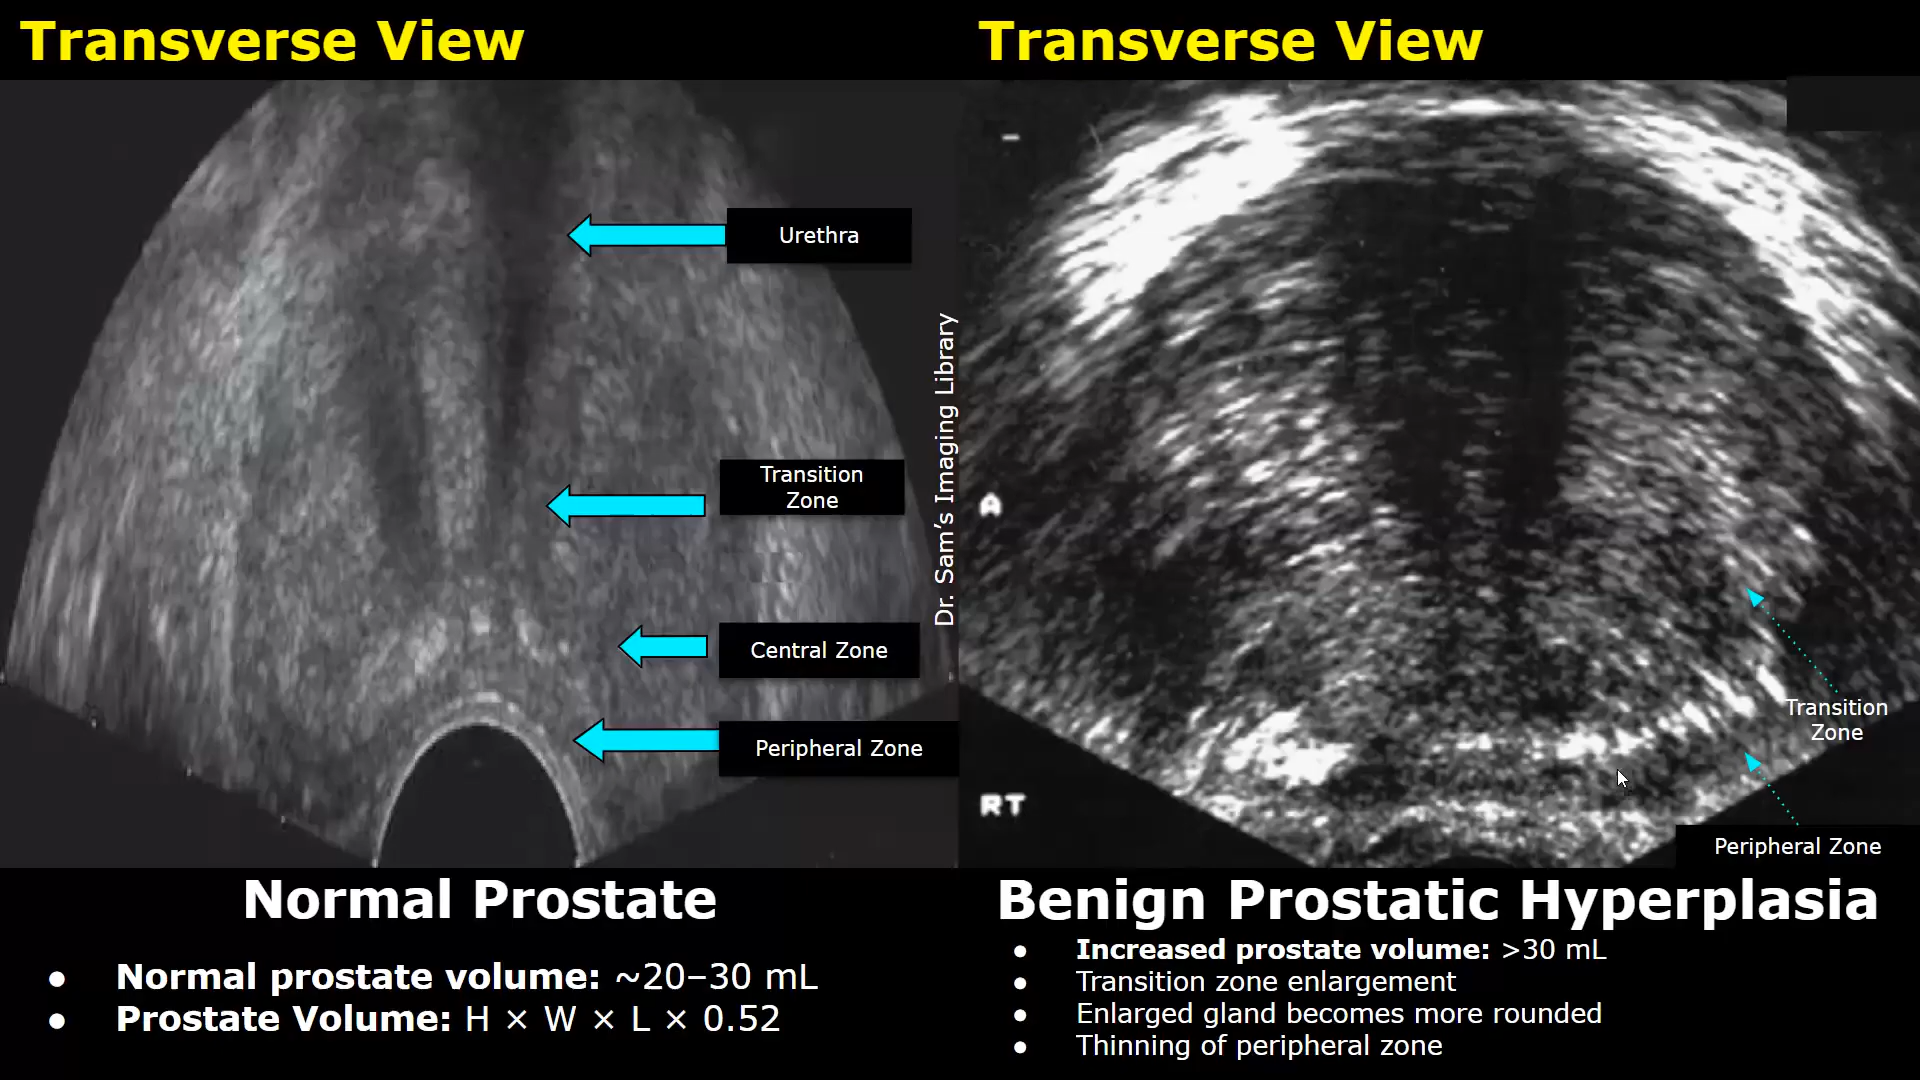 Transverse View
Urethra
Transition
Zone
Central Zone
Peripheral Zone
Normal Prostate
● Normal prostate volume: ~20–30 mL
● Prostate Volume: H × W × L × 0.52
Dr. Sam's Imaging Library
Transverse View
A
RT
Transition
Zone
Peripheral Zone
Benign Prostatic Hyperplasia
● Increased prostate volume: >30 mL
● Transition zone enlargement
● Enlarged gland becomes more rounded
● Thinning of peripheral zone